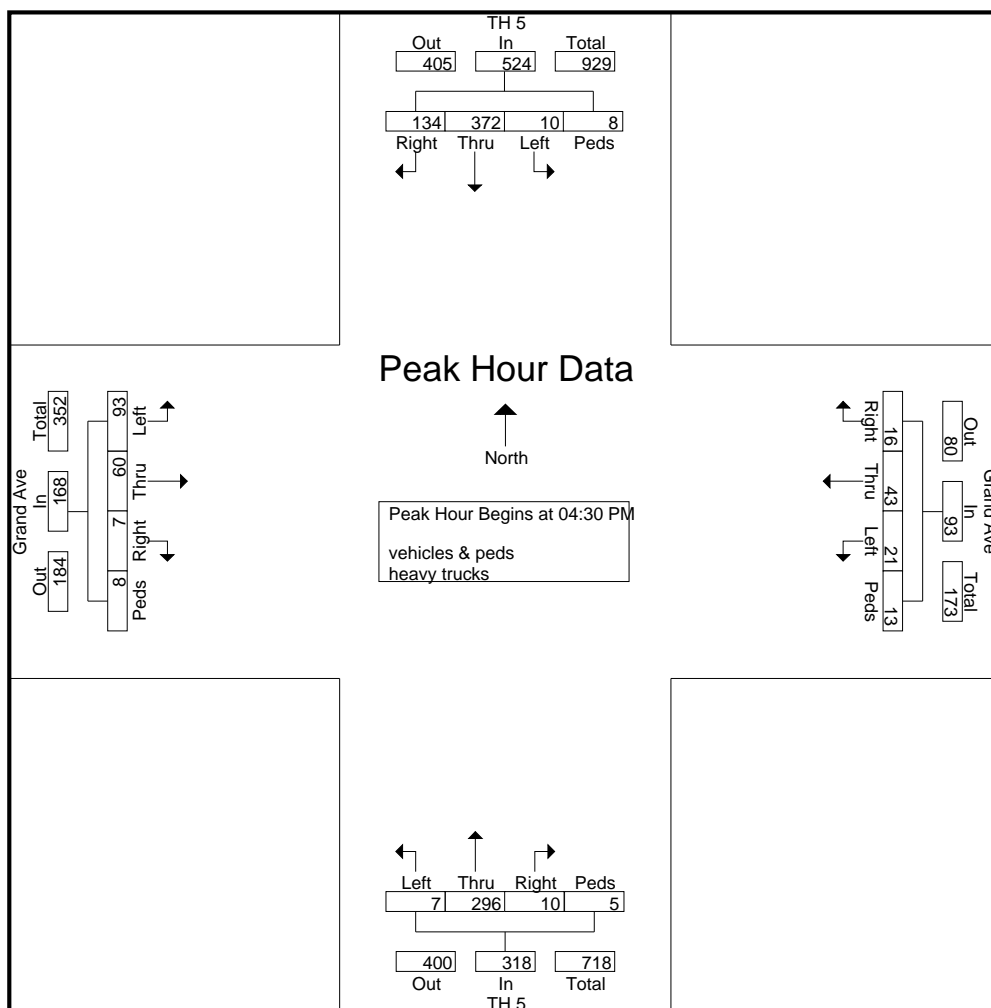 TH 5
Out In Total
405 524 929
134 372 10 8
Right Thru Left Peds
Peak Hour Data
North
Peak Hour Begins at 04:30 PM
vehicles & peds
heavy trucks
Grand Ave
Out In Total
184 168 352
93 60 7 8
Left Thru Right Peds
Right Thru Left Peds
16 43 21 13
Out In Total
80 93 173
Grand Ave
Left Thru Right Peds
7 296 10 5
400 318 718
Out In Total
TH 5